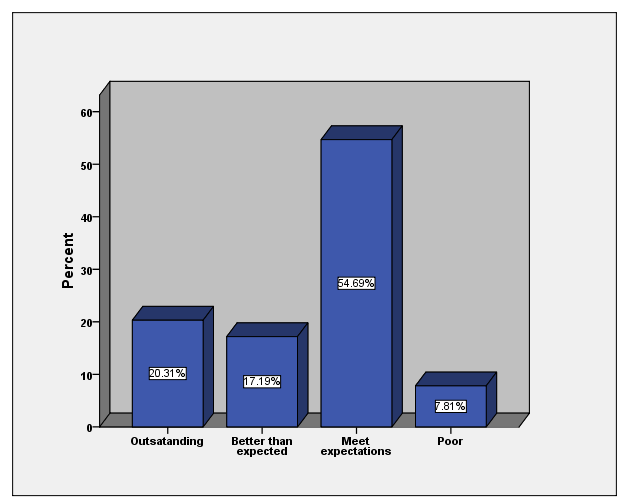 Percent
60
50
40
30
20
10
0
20.31%
17.19%
54.69%
7.81%
Outsatanding
Better than
expected
Meet
expectations
Poor